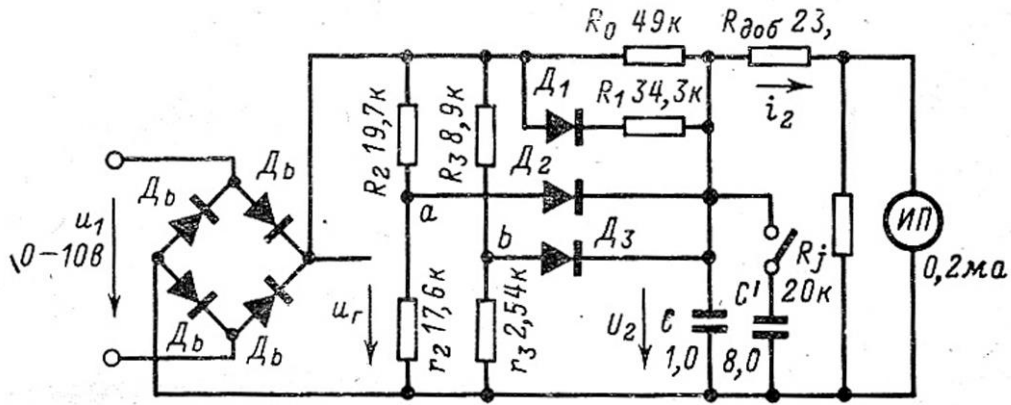 R₀ 49к
R∂об 23,
Д₁
R₁ 34,3к
i₂
R₂ 19,7к
R₃ 8,9к
Д₂
Дb
Дb
a
ИП
u₁
b
Д₃
Rj
0-10в
20к
0,2ма
C'
uг
r₂ 17,6к
r₃ 2,54к
U₂
C
Дb
Дb
1,0
8,0